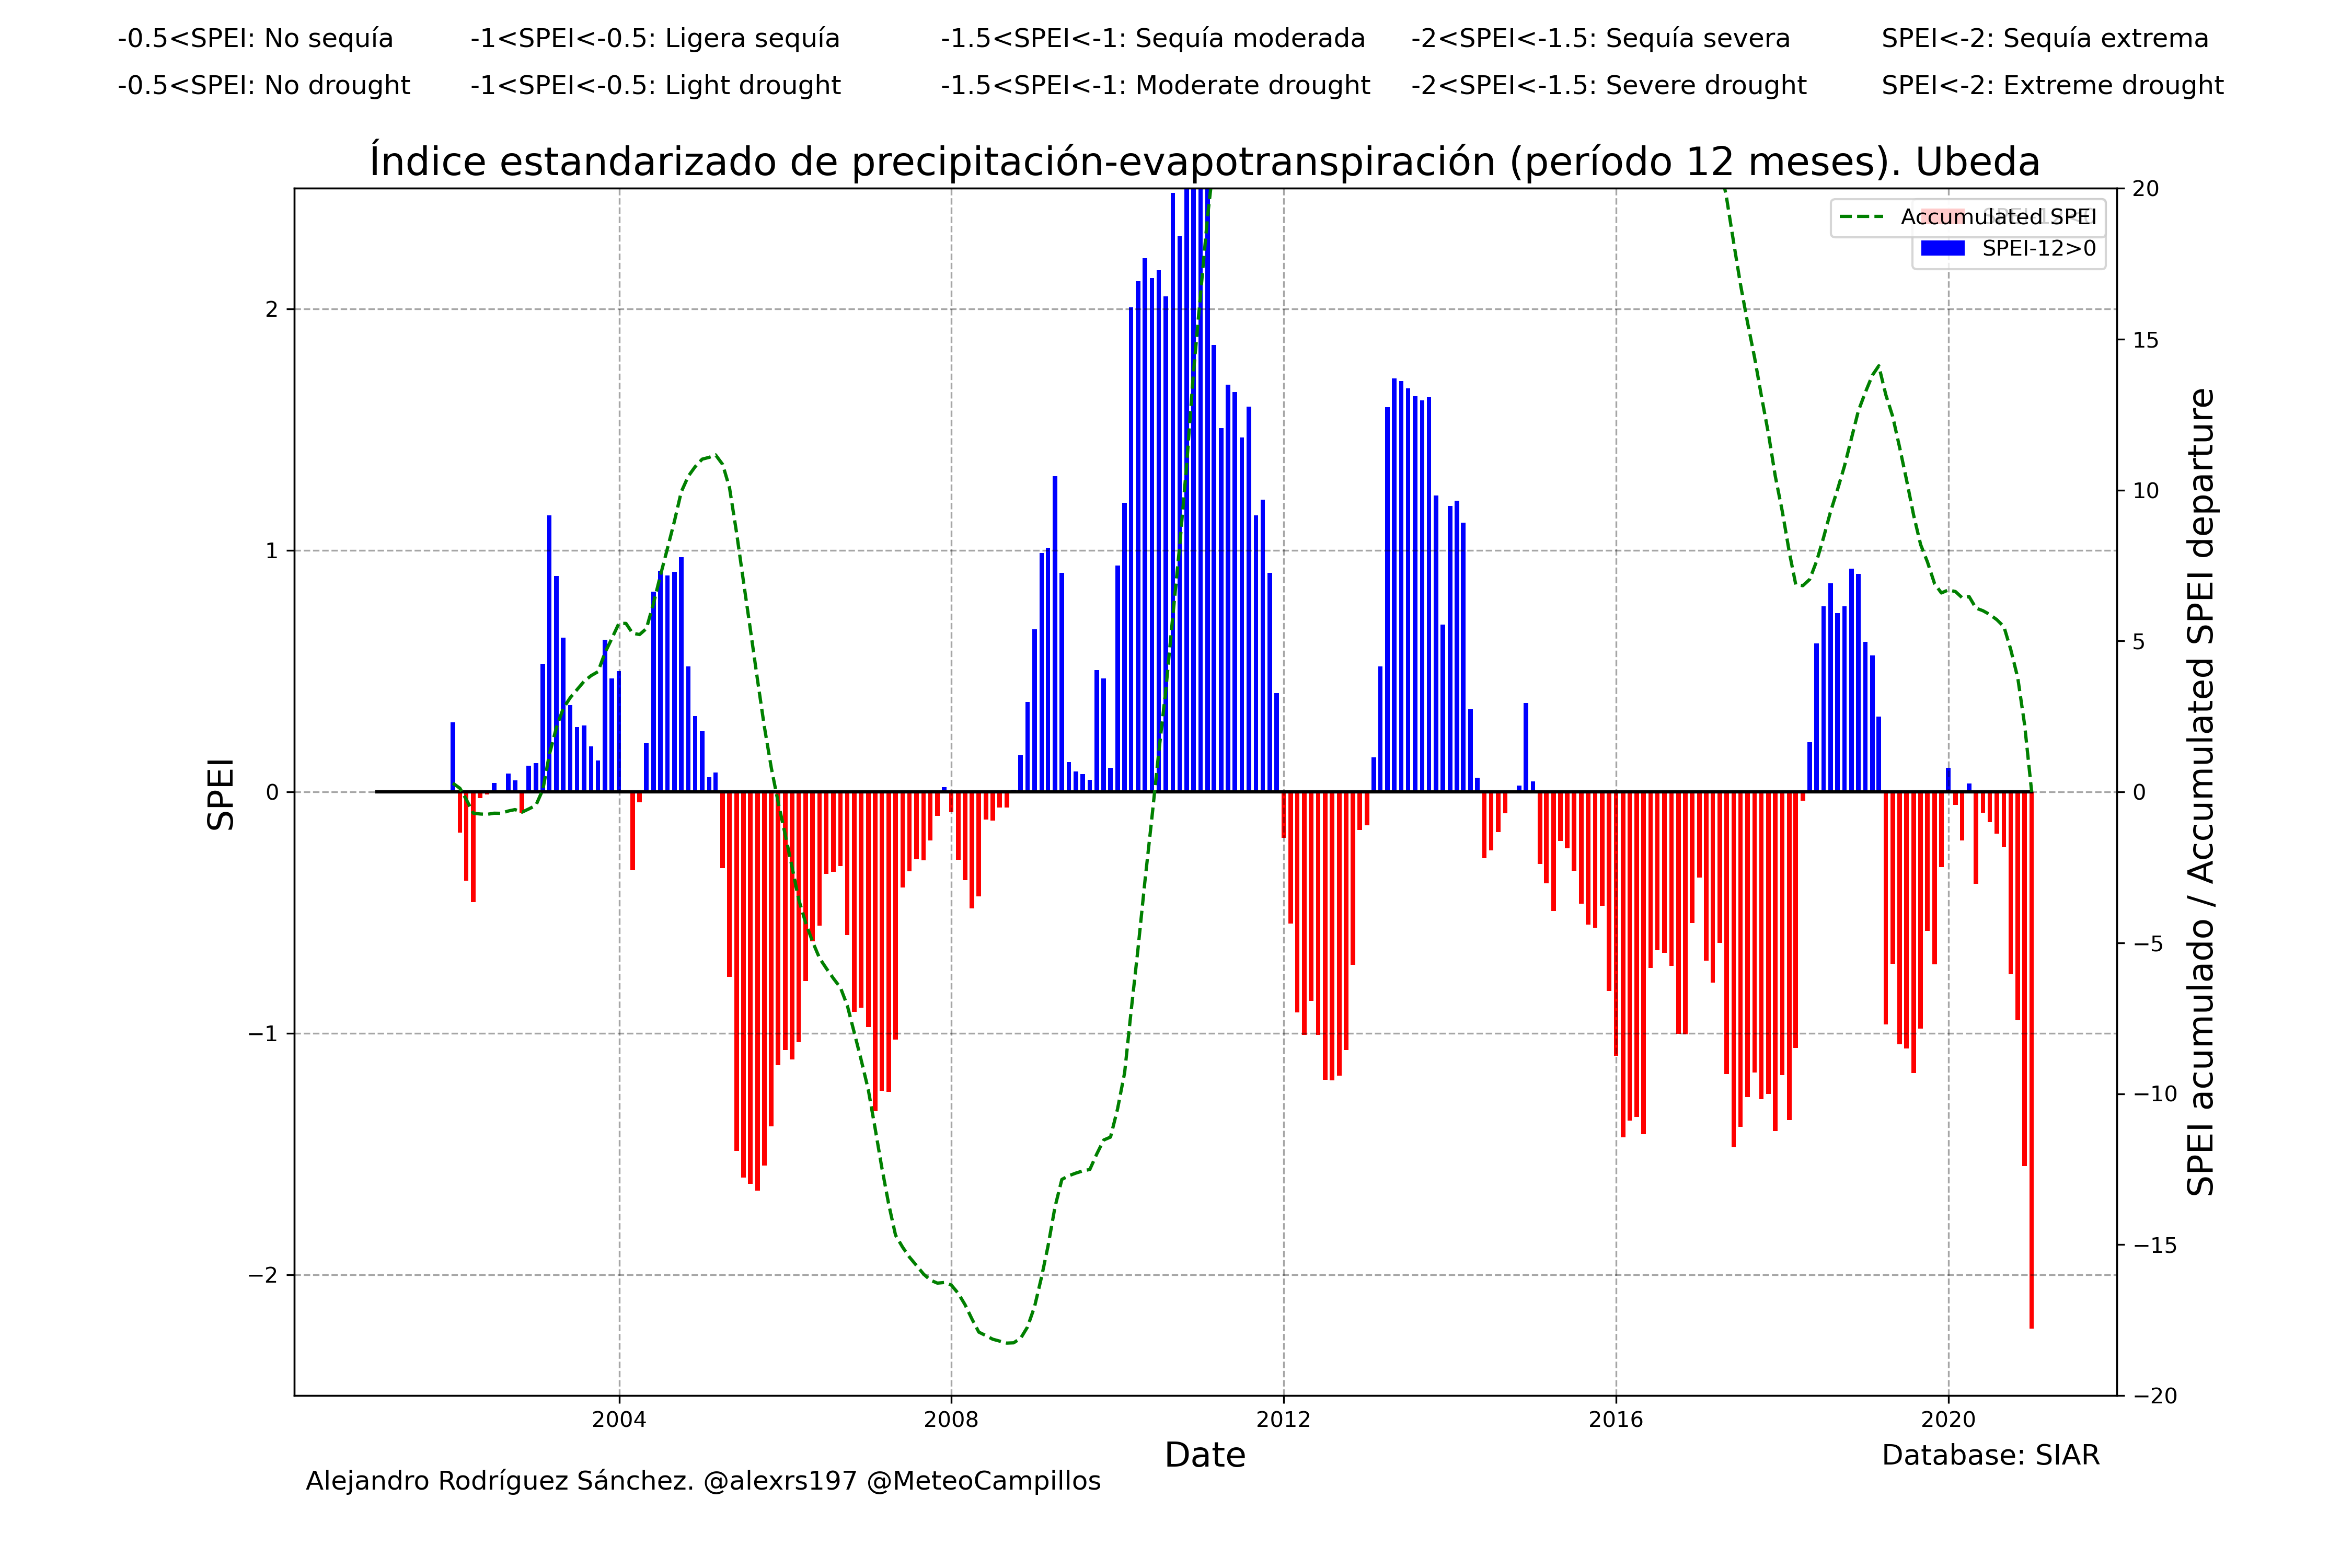 -0.5<SPEI: No sequía -1<SPEI<-0.5: Ligera sequía -1.5<SPEI<-1: Sequía moderada -2<SPEI<-1.5: Sequía severa SPEI<-2: Sequía extrema
-0.5<SPEI: No drought -1<SPEI<-0.5: Light drought -1.5<SPEI<-1: Moderate drought -2<SPEI<-1.5: Severe drought SPEI<-2: Extreme drought
Índice estandarizado de precipitación-evapotranspiración (período 12 meses). Ubeda
Accumulated SPEI
SPEI-12>0
SPEI
2
1
0
−1
−2
20
15
10
5
0
−5
−10
−15
−20
SPEI acumulado / Accumulated SPEI departure
2004 2008 2012 2016 2020
Date
Database: SIAR
Alejandro Rodríguez Sánchez. @alexrs197 @MeteoCampillos